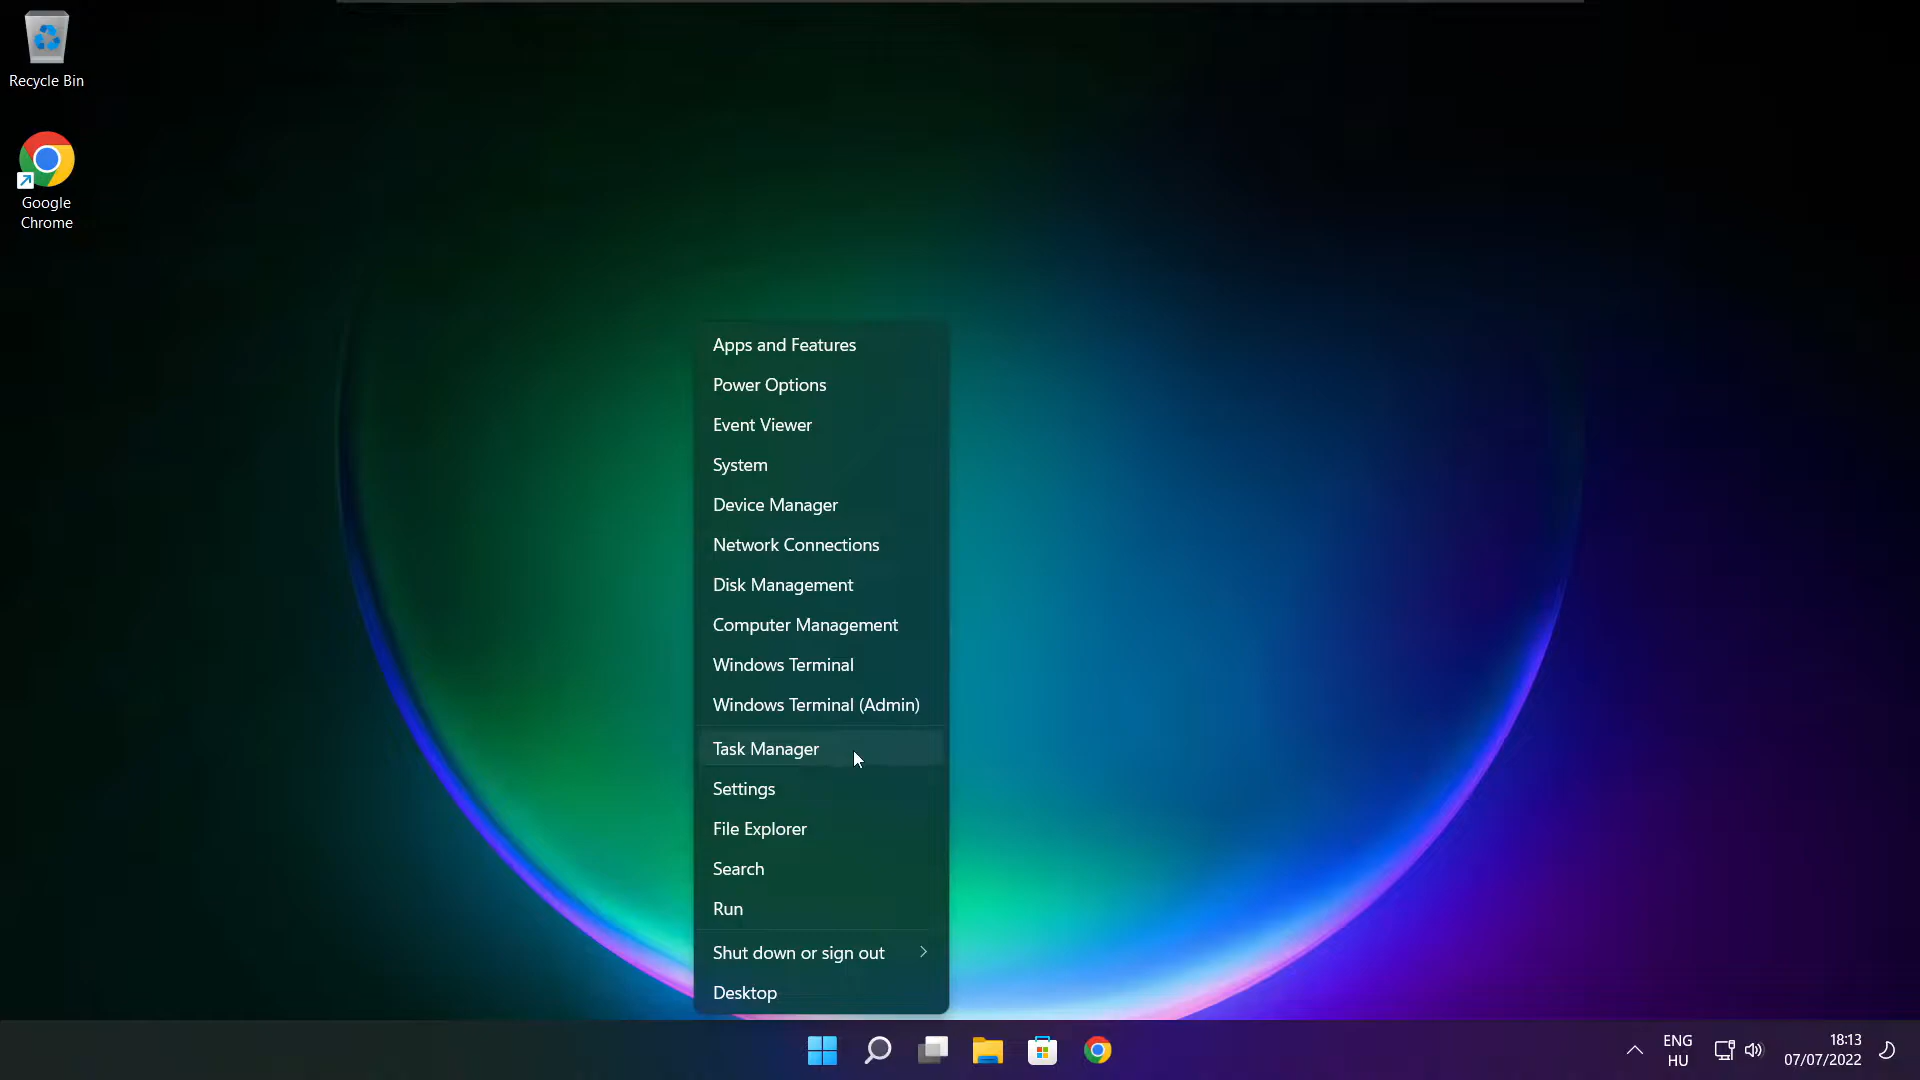 Recycle Bin
Google
Chrome
Apps and Features
Power Options
Event Viewer
System
Device Manager
Network Connections
Disk Management
Computer Management
Windows Terminal
Windows Terminal (Admin)
Task Manager
Settings
File Explorer
Search
Run
Shut down or sign out
Desktop
ENG
HU
18:13
07/07/2022